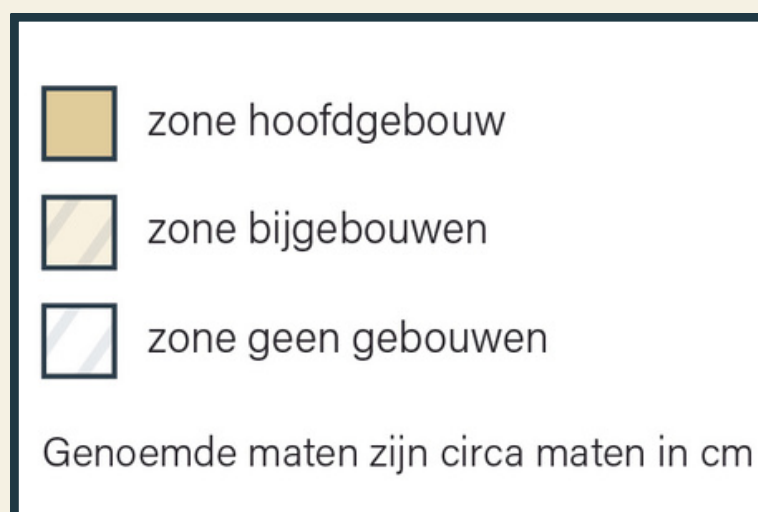 zone hoofdgebouw
zone bijgebouwen
zone geen gebouwen
Genoemde maten zijn circa maten in cm